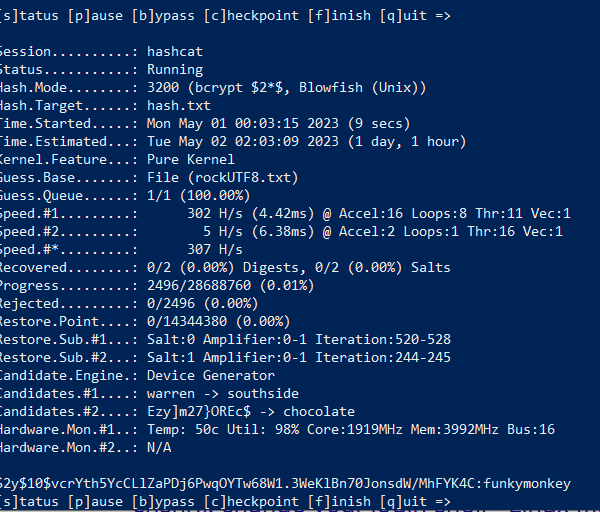 [s]tatus [p]ause [b]ypass [c]heckpoint [f]inish [q]uit =>
Session..........: hashcat
Status...........: Running
Hash.Mode........: 3200 (bcrypt $2*$, Blowfish (Unix))
Hash.Target......: hash.txt
Time.Started.....: Mon May 01 00:03:15 2023 (9 secs)
Time.Estimated...: Tue May 02 02:03:09 2023 (1 day, 1 hour)
Kernel.Feature...: Pure Kernel
Guess.Base.......: File (rockUTF8.txt)
Guess.Queue......: 1/1 (100.00%)
Speed.#1.........:      302 H/s (4.42ms) @ Accel:16 Loops:8 Thr:11 Vec:1
Speed.#2.........:        5 H/s (6.38ms) @ Accel:2 Loops:1 Thr:16 Vec:1
Speed.#*.........:      307 H/s
Recovered........: 0/2 (0.00%) Digests, 0/2 (0.00%) Salts
Progress.........: 2496/28688760 (0.01%)
Rejected.........: 0/2496 (0.00%)
Restore.Point....: 0/14344380 (0.00%)
Restore.Sub.#1...: Salt:1 Amplifier:0-1 Iteration:520-528
Restore.Sub.#2...: Salt:0 Amplifier:0-1 Iteration:244-245
Candidate.Engine.: Device Generator
Candidates.#1....: warren -> southside
Candidates.#2....: Ezy]m27}OREc$ -> chocolate
Hardware.Mon.#1..: Temp: 50c Util: 98% Core:1919MHz Mem:3992MHz Bus:16
Hardware.Mon.#2..: N/A
$2y$10$vcrYth5YcCLlZaPDj6PwqOYTw68W1.3WeKlBn70JonsdW/MhFYK4C:funkymonkey
[s]tatus [p]ause [b]ypass [c]heckpoint [f]inish [q]uit =>